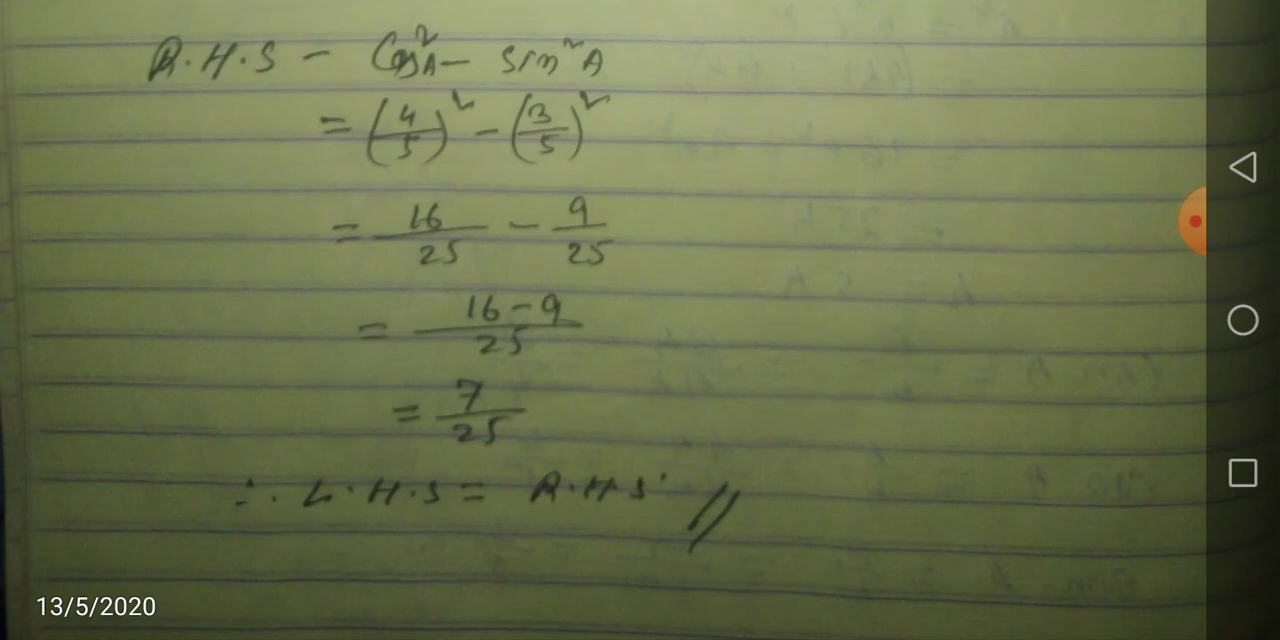 R.H.S - Cos²A - sin²A
= (4/5)² - (3/5)²
= 16/25 - 9/25
= 16-9/25
= 7/25
∴ L.H.S = R.H.S. //
13/5/2020